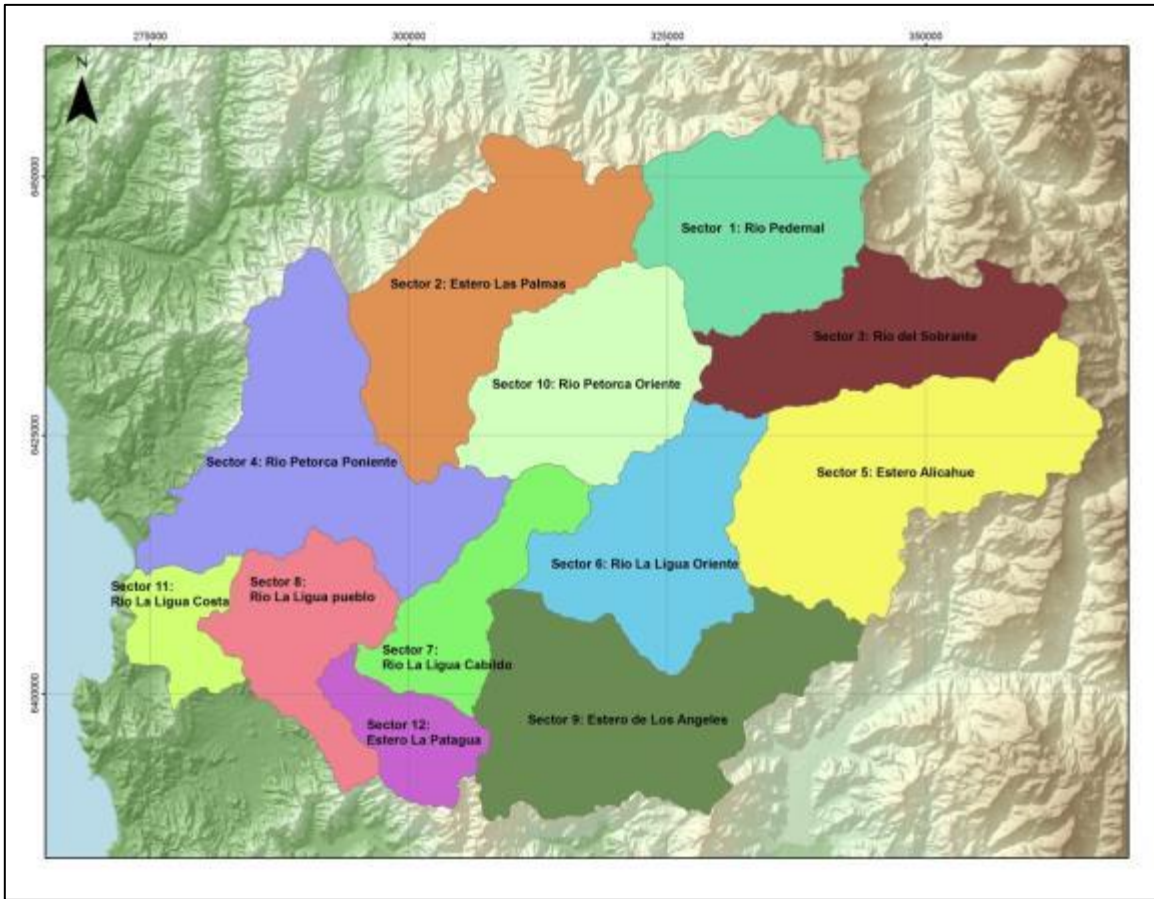 275000
300000
325000
350000
N
6450000
Sector 1: Rio Pedernal
Sector 2: Estero Las Palmas
Sector 3: Rio del Sobrante
Sector 10: Rio Petorca Oriente
6425000
Sector 4: Rio Petorca Poniente
Sector 5: Estero Alicahue
Sector 6: Rio La Ligua Oriente
Sector 11:
Rio La Ligua Costa
Sector 8:
Rio La Ligua pueblo
Sector 7:
Rio La Ligua Cabildo
6400000
Sector 12:
Estero La Patagua
Sector 9: Estero de Los Angeles